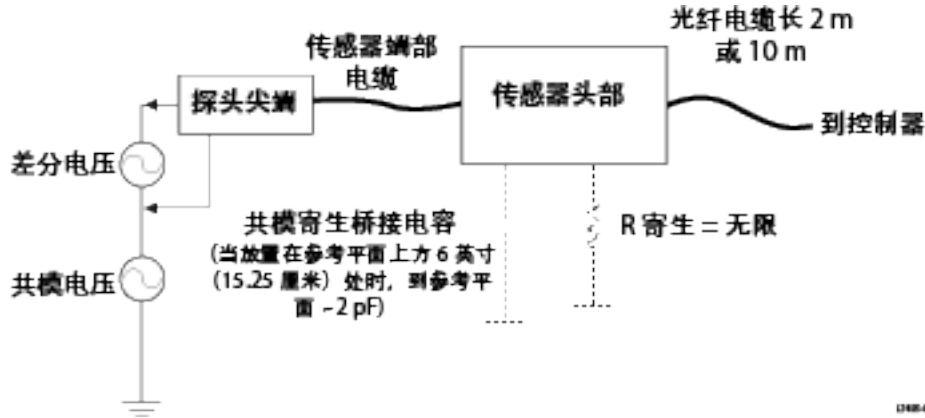 光纤电缆长 2 m
或 10 m
传感器端部
电缆
探头尖端
传感器头部
到控制器
差分电压
共模寄生桥接电容
(当放置在参考平面上方 6 英寸
(15.25 厘米) 处时，到参考平
面 ~2 pF)
R 寄生 = 无限
共模电压